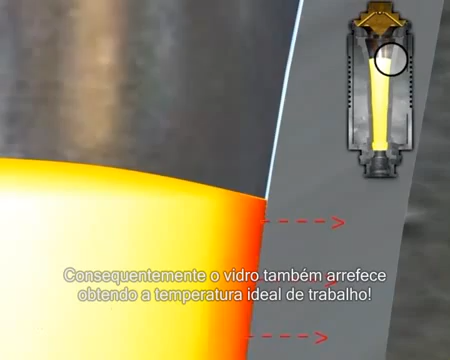 Consequentemente o vidro também arrefece
obtendo a temperatura ideal de trabalho!